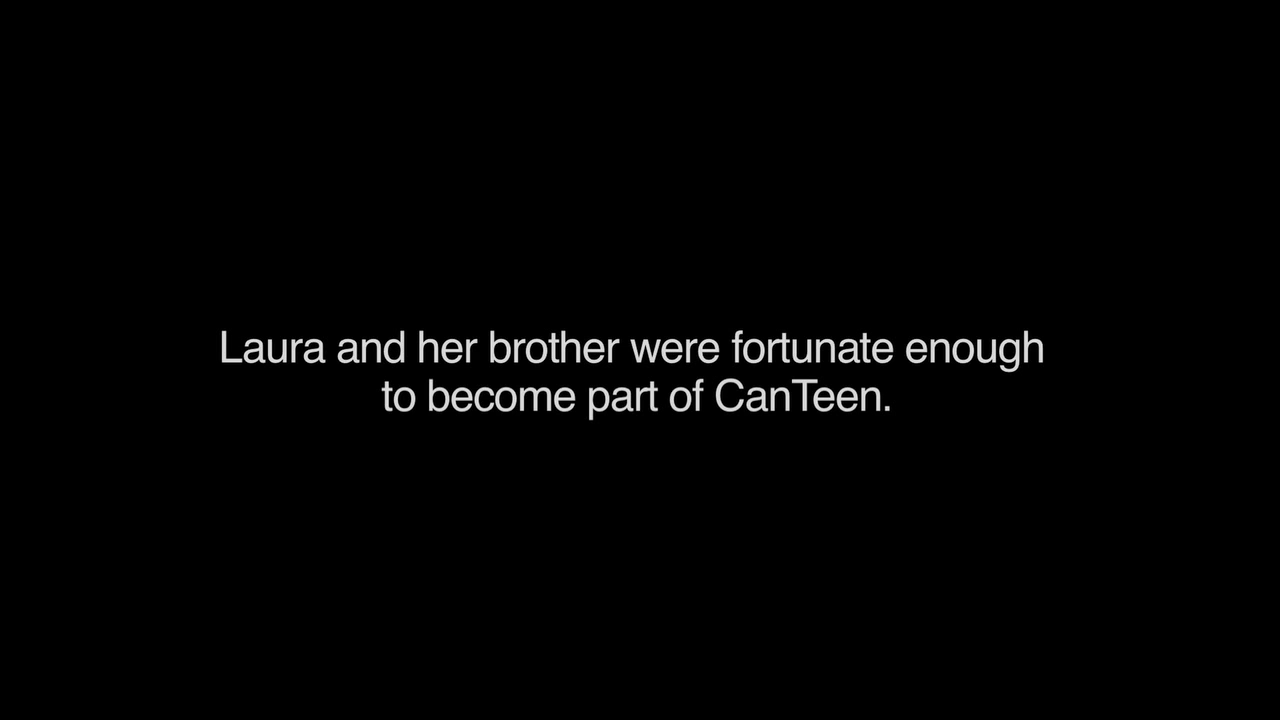 Laura and her brother were fortunate enough
to become part of CanTeen.